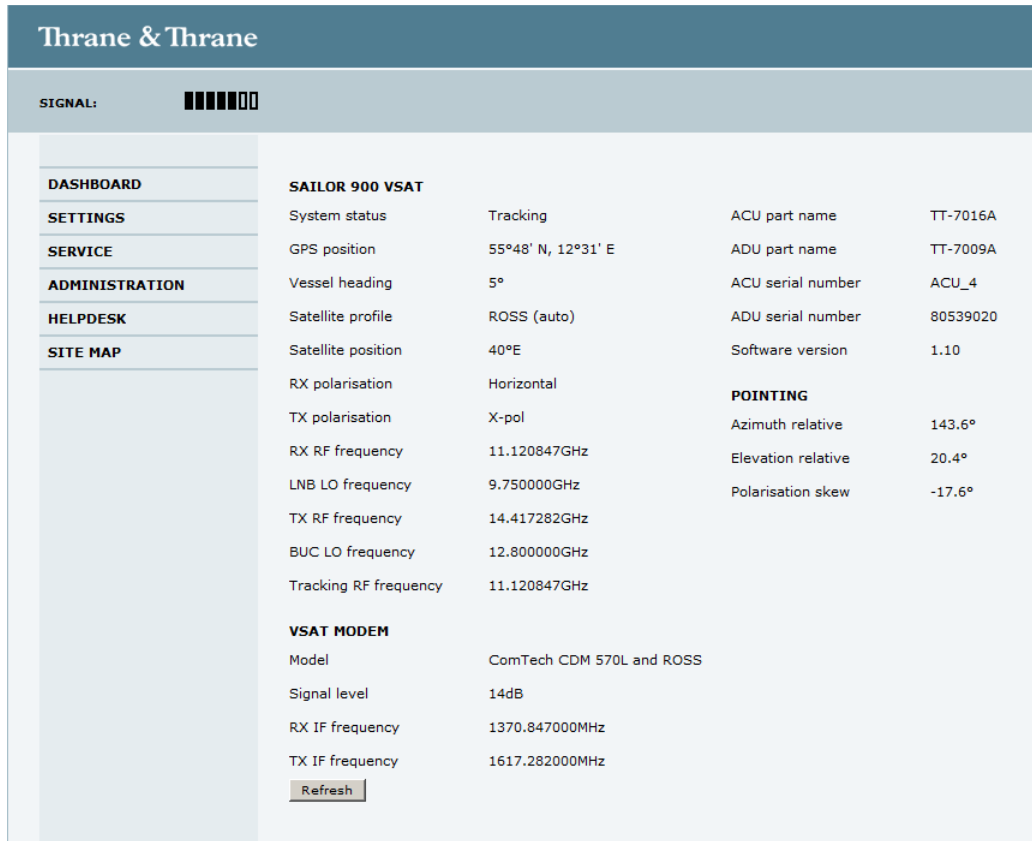 Thrane & Thrane
SIGNAL:
DASHBOARD
SETTINGS
SERVICE
ADMINISTRATION
HELPDESK
SITE MAP
SAILOR 900 VSAT
System status Tracking
GPS position 55°48' N, 12°31' E
Vessel heading 5°
Satellite profile ROSS (auto)
Satellite position 40°E
RX polarisation Horizontal
TX polarisation X-pol
RX RF frequency 11.120847GHz
LNB LO frequency 9.750000GHz
TX RF frequency 14.417282GHz
BUC LO frequency 12.800000GHz
Tracking RF frequency 11.120847GHz
VSAT MODEM
Model ComTech CDM 570L and ROSS
Signal level 14dB
RX IF frequency 1370.847000MHz
TX IF frequency 1617.282000MHz
Refresh
ACU part name TT-7016A
ADU part name TT-7009A
ACU serial number ACU_4
ADU serial number 80539020
Software version 1.10
POINTING
Azimuth relative 143.6°
Elevation relative 20.4°
Polarisation skew -17.6°